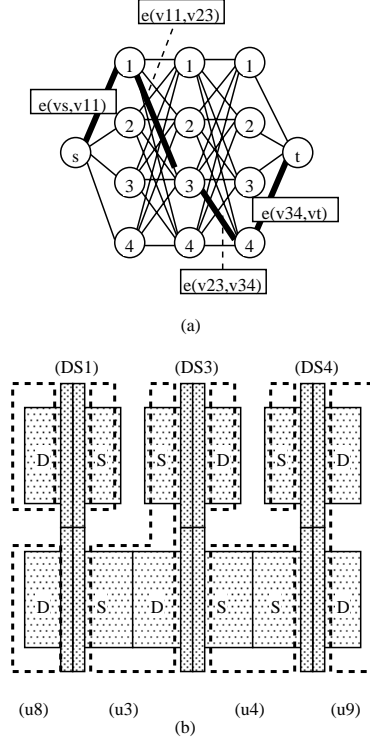 e(v11,v23)
1 1 1
e(vs,v11)
2 2 2
s t
3 3 3
e(v34,vt)
4 4 4
e(v23,v34)
(a)
(DS1) (DS3) (DS4)
D S S D S D
D S D S S D
(u8) (u3) (u4) (u9)
(b)